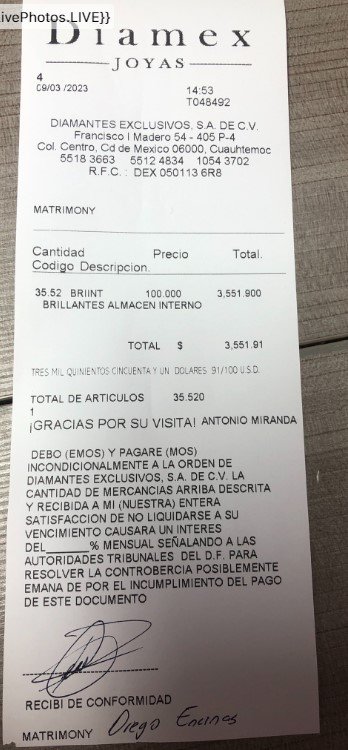 LivePhotos.LIVE}}
Diamex
JOYAS
4
09/03 /2023 14:53
T048492
DIAMANTES EXCLUSIVOS, S.A. DE C.V.
Francisco I Madero 54 - 405 P-4
Col. Centro, Cd de Mexico 06000, Cuauhtemoc
5518 3663 5512 4834 1054 3702
R.F.C. : DEX 050113 6R8
MATRIMONY
Cantidad Precio Total.
Codigo Descripcion.
35.52 BRIINT 100.000 3,551.900
BRILLANTES ALMACEN INTERNO
TOTAL $ 3,551.91
TRES MIL QUINIENTOS CINCUENTA Y UN DOLARES .91/100 U.S.D.
TOTAL DE ARTICULOS 35.520
1
¡GRACIAS POR SU VISITA! ANTONIO MIRANDA
DEBO (EMOS) Y PAGARE (MOS)
INCONDICIONALMENTE A LA ORDEN DE
DIAMANTES EXCLUSIVOS, S.A. DE C.V. LA
CANTIDAD DE MERCANCIAS ARRIBA DESCRITA
Y RECIBIDA A MI (NUESTRA) ENTERA
SATISFACCION DE NO LIQUIDARSE A SU
VENCIMIENTO CAUSARA UN INTERES
DEL______% MENSUAL SEÑALANDO A LAS
AUTORIDADES TRIBUNALES DEL D.F. PARA
RESOLVER LA CONTROBERCIA POSIBLEMENTE
EMANA DE POR EL INCUMPLIMIENTO DEL PAGO
DE ESTE DOCUMENTO
RECIBI DE CONFORMIDAD
MATRIMONY Diego Encinas